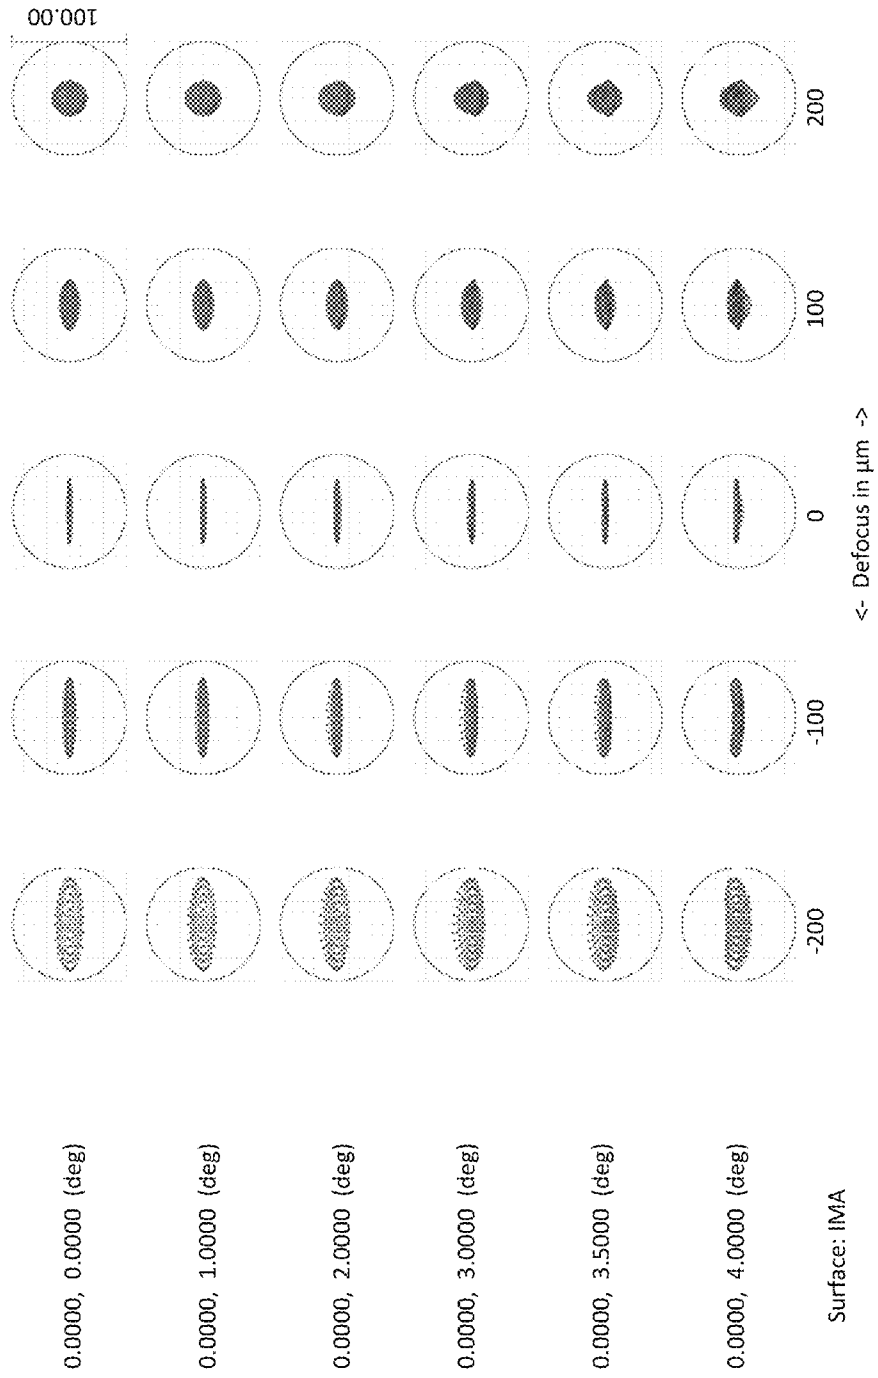 100.00
0.0000, 0.0000 (deg)
0.0000, 1.0000 (deg)
0.0000, 2.0000 (deg)
0.0000, 3.0000 (deg)
0.0000, 3.5000 (deg)
0.0000, 4.0000 (deg)
-200 -100 0 100 200
<- Defocus in µm ->
Surface: IMA